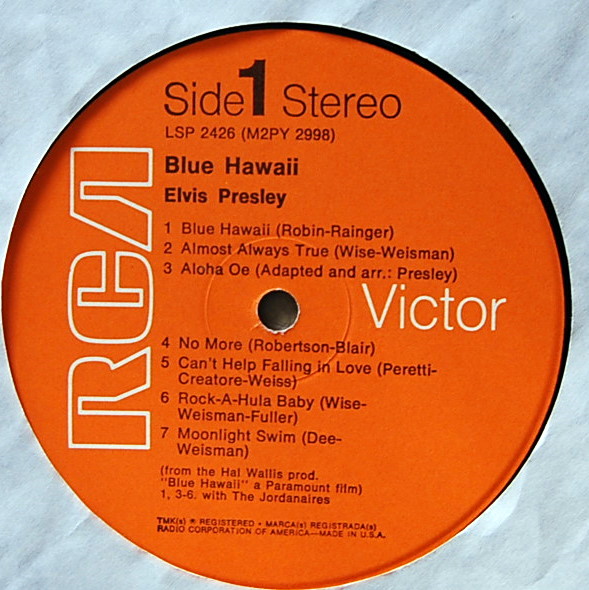 Side 1 Stereo
LSP 2426 (M2PY 2998)
Blue Hawaii
Elvis Presley
1 Blue Hawaii (Robin-Rainger)
2 Almost Always True (Wise-Weisman)
3 Aloha Oe (Adapted and arr.: Presley)
RCA Victor
4 No More (Robertson-Blair)
5 Can't Help Falling in Love (Peretti-
Creatore-Weiss)
6 Rock-A-Hula Baby (Wise-
Weisman-Fuller)
7 Moonlight Swim (Dee-
Weisman)
(from the Hal Wallis prod.
"Blue Hawaii" a Paramount film)
1, 3-6. with The Jordanaires
TMK(s) ® REGISTERED • MARCA(s) REGISTRADA(s)
RADIO CORPORATION OF AMERICA—MADE IN U.S.A.